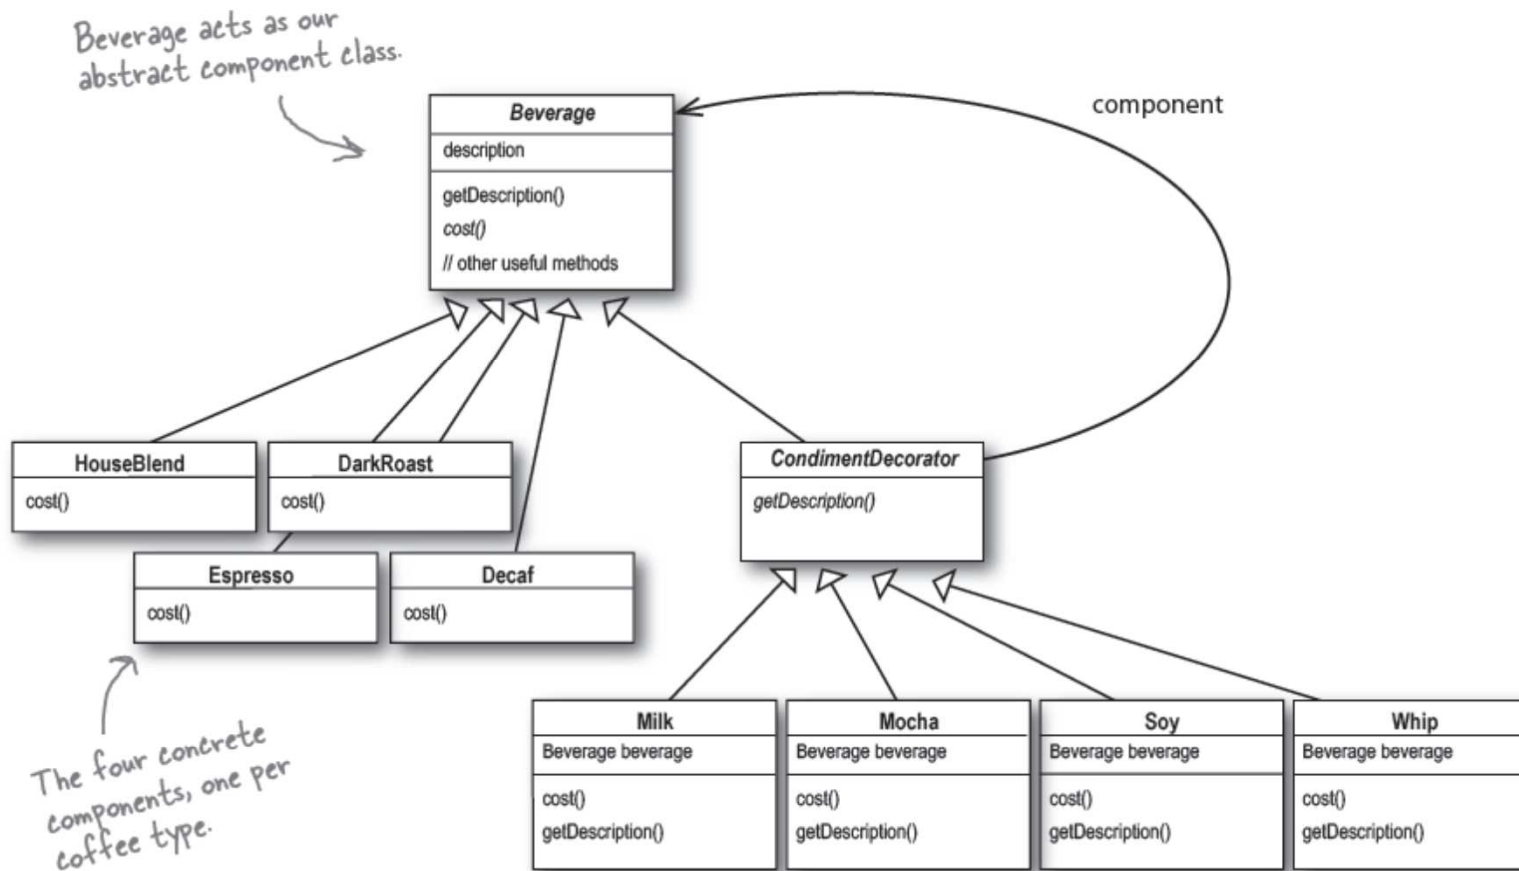 Beverage acts as our
abstract component class.
Beverage
description
getDescription()
cost()
// other useful methods
component
HouseBlend
cost()
DarkRoast
cost()
CondimentDecorator
getDescription()
Espresso
cost()
Decaf
cost()
The four concrete
components, one per
coffee type.
Milk
Beverage beverage
cost()
getDescription()
Mocha
Beverage beverage
cost()
getDescription()
Soy
Beverage beverage
cost()
getDescription()
Whip
Beverage beverage
cost()
getDescription()